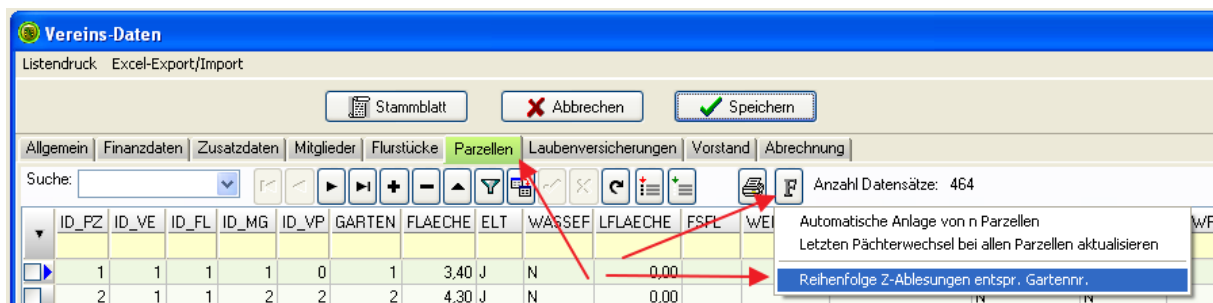 Vereins-Daten
Listendruck Excel-Export/Import
Stammblatt Abbrechen Speichern
Allgemein Finanzdaten Zusatzdaten Mitglieder Flurstücke Parzellen Laubenversicherungen Vorstand Abrechnung
Suche: F Anzahl Datensätze: 464
ID_PZ ID_VE ID_FL ID_MG ID_VP GARTEN FLAECHE ELT WASSEF LFLAECHE FSFL
Automatische Anlage von n Parzellen
Letzten Pächterwechsel bei allen Parzellen aktualisieren
1 1 1 1 0 1 3,40 J N 0,00
Reihenfolge Z-Ablesungen entspr. Gartennr.
2 1 1 2 2 2 4,30 J N 0,00 N N